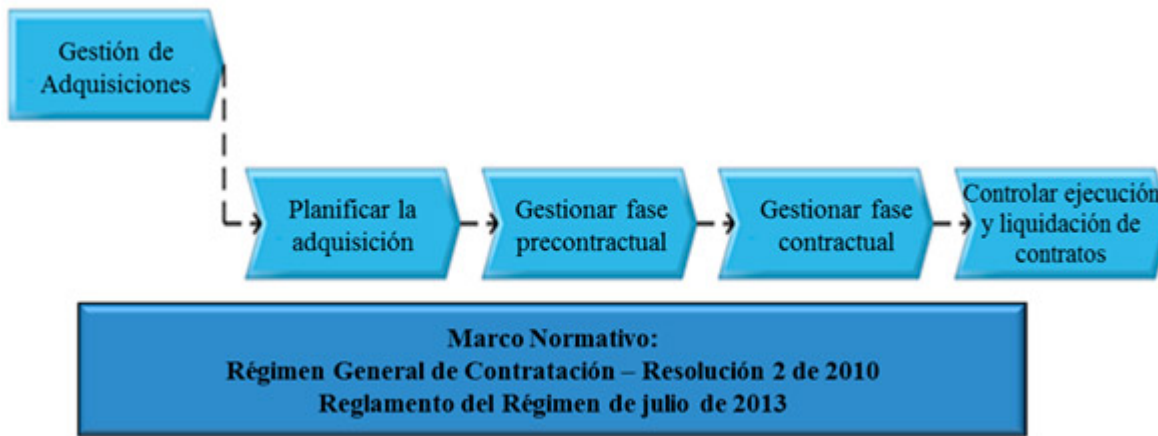 Gestión de
Adquisiciones
Planificar la
adquisición
Gestionar fase
precontractual
Gestionar fase
contractual
Controlar ejecución
y liquidación de
contratos
Marco Normativo:
Régimen General de Contratación – Resolución 2 de 2010
Reglamento del Régimen de julio de 2013